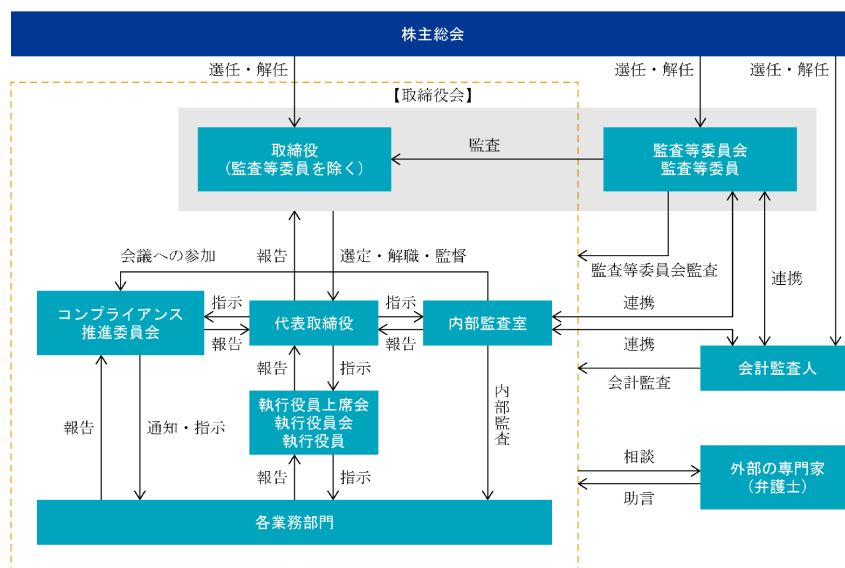 株主総会
選任・解任
選任・解任
選任・解任
【取締役会】
取締役
(監査等委員を除く)
監査
監査等委員会
監査等委員
会議への参加
報告
選定・解職・監督
監査等委員会監査
連携
コンプライアンス
推進委員会
指示
報告
代表取締役
指示
報告
内部監査室
連携
連携
会計監査人
会計監査
報告
指示
執行役員上席会
執行役員会
執行役員
内部監査
報告
通知・指示
報告
指示
相談
助言
外部の専門家
(弁護士)
各業務部門